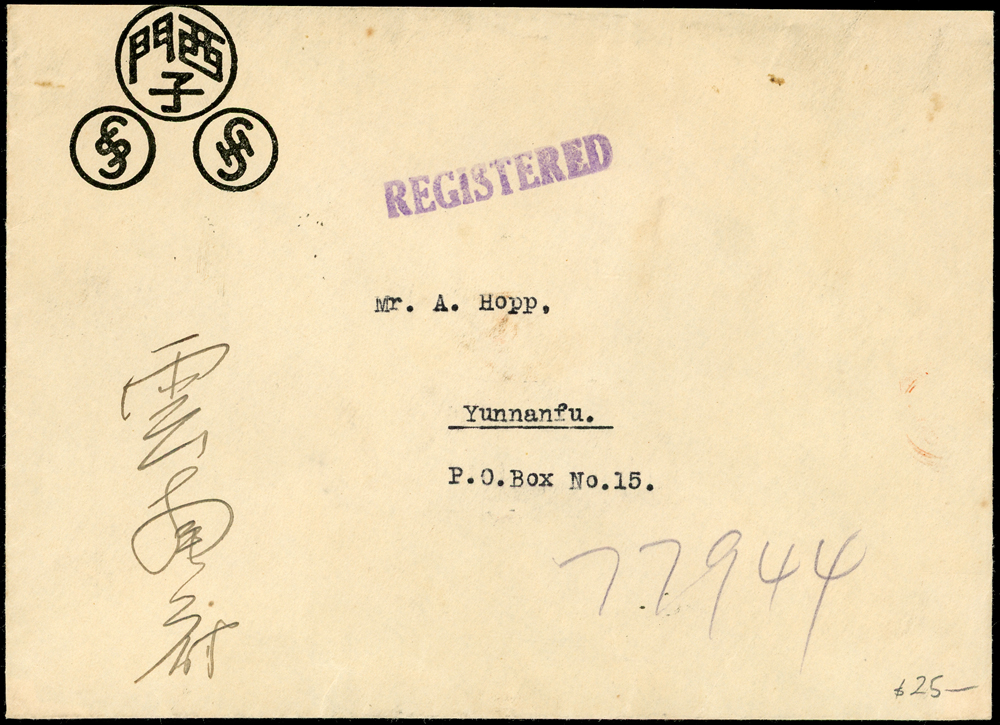 西門子
REGISTERED
Mr. A. Hopp,
Yunnanfu.
P.O.Box No.15.
雲南府
77944
$25-